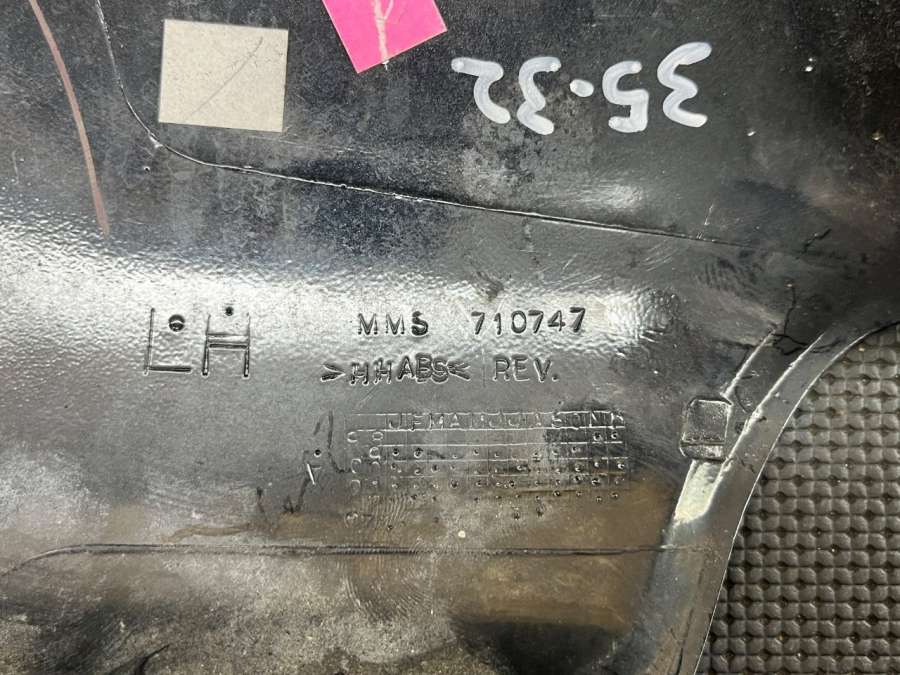 35-32
LH
MMS 710747
>HHABS< REV.
JFMAMJJASOND